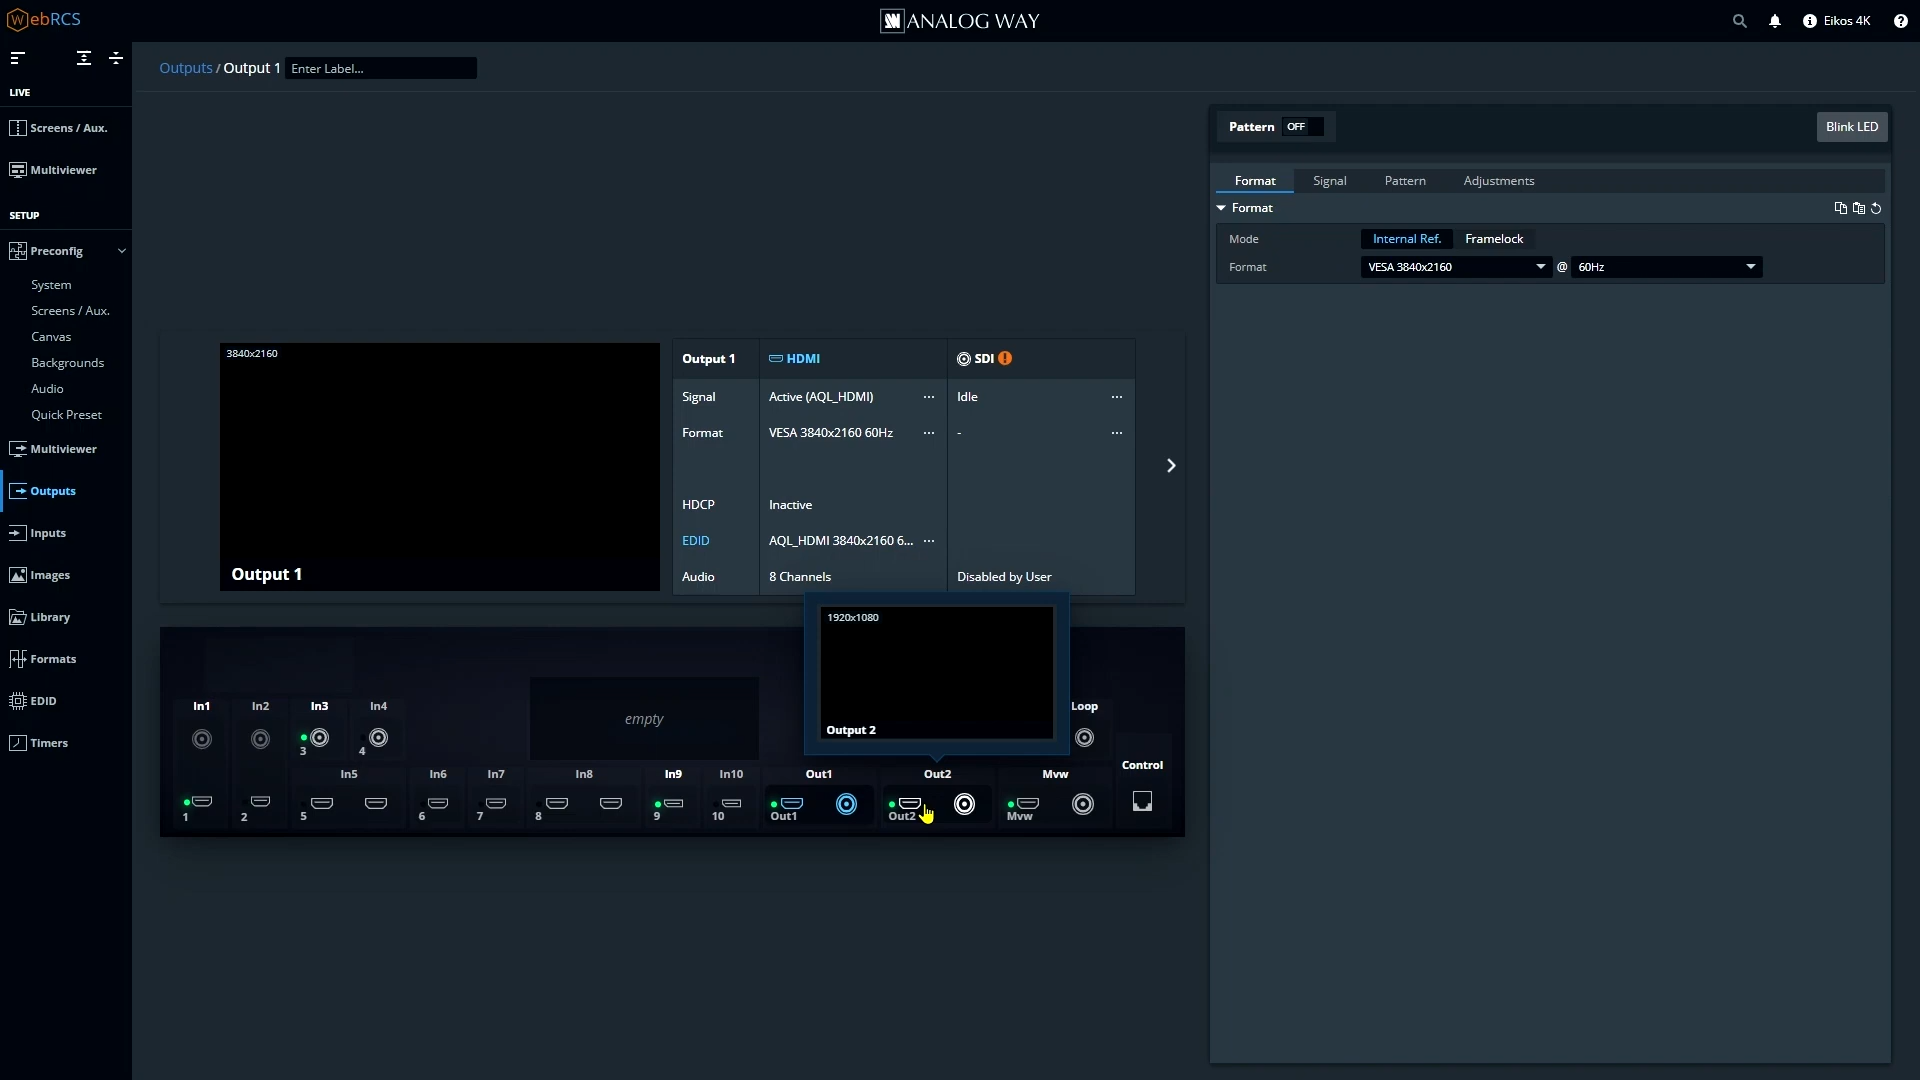 WebRCS
ANALOG WAY
Eikos 4K
LIVE
Screens / Aux.
Multiviewer
SETUP
Preconfig
System
Screens / Aux.
Canvas
Backgrounds
Audio
Quick Preset
Multiviewer
Outputs
Inputs
Images
Library
Formats
EDID
Timers
Outputs / Output 1 Enter Label...
3840x2160
Output 1
Output 1 HDMI SDI
Signal Active (AQL_HDMI) ... Idle ...
Format VESA 3840x2160 60Hz ... - ...
HDCP Inactive
EDID AQL_HDMI 3840x2160 6... ...
Audio 8 Channels Disabled by User
1920x1080
Output 2
empty
In1 In2 In3 In4 Loop
3 4
In5 In6 In7 In8 In9 In10 Out1 Out2 Mvw Control
1 2 5 6 7 8 9 10 Out1 Out2 Mvw
Pattern OFF Blink LED
Format Signal Pattern Adjustments
Format
Mode Internal Ref. Framelock
Format VESA 3840x2160 @ 60Hz